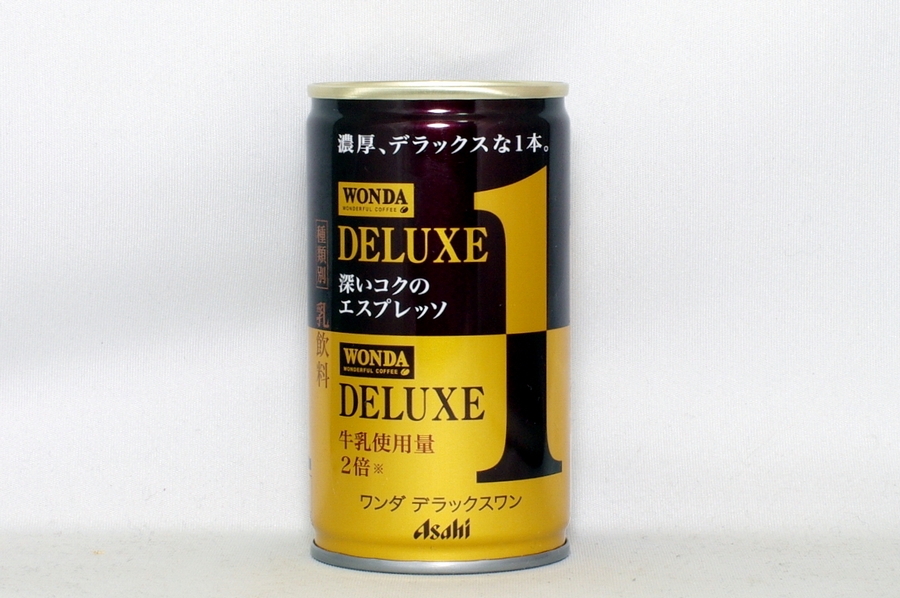 濃厚、デラックスな1本。
WONDA
WONDERFUL COFFEE
DELUXE
深いコクの
エスプレッソ
1
種類別
乳飲料
WONDA
WONDERFUL COFFEE
DELUXE
牛乳使用量
2倍※
ワンダ デラックスワン
Asahi